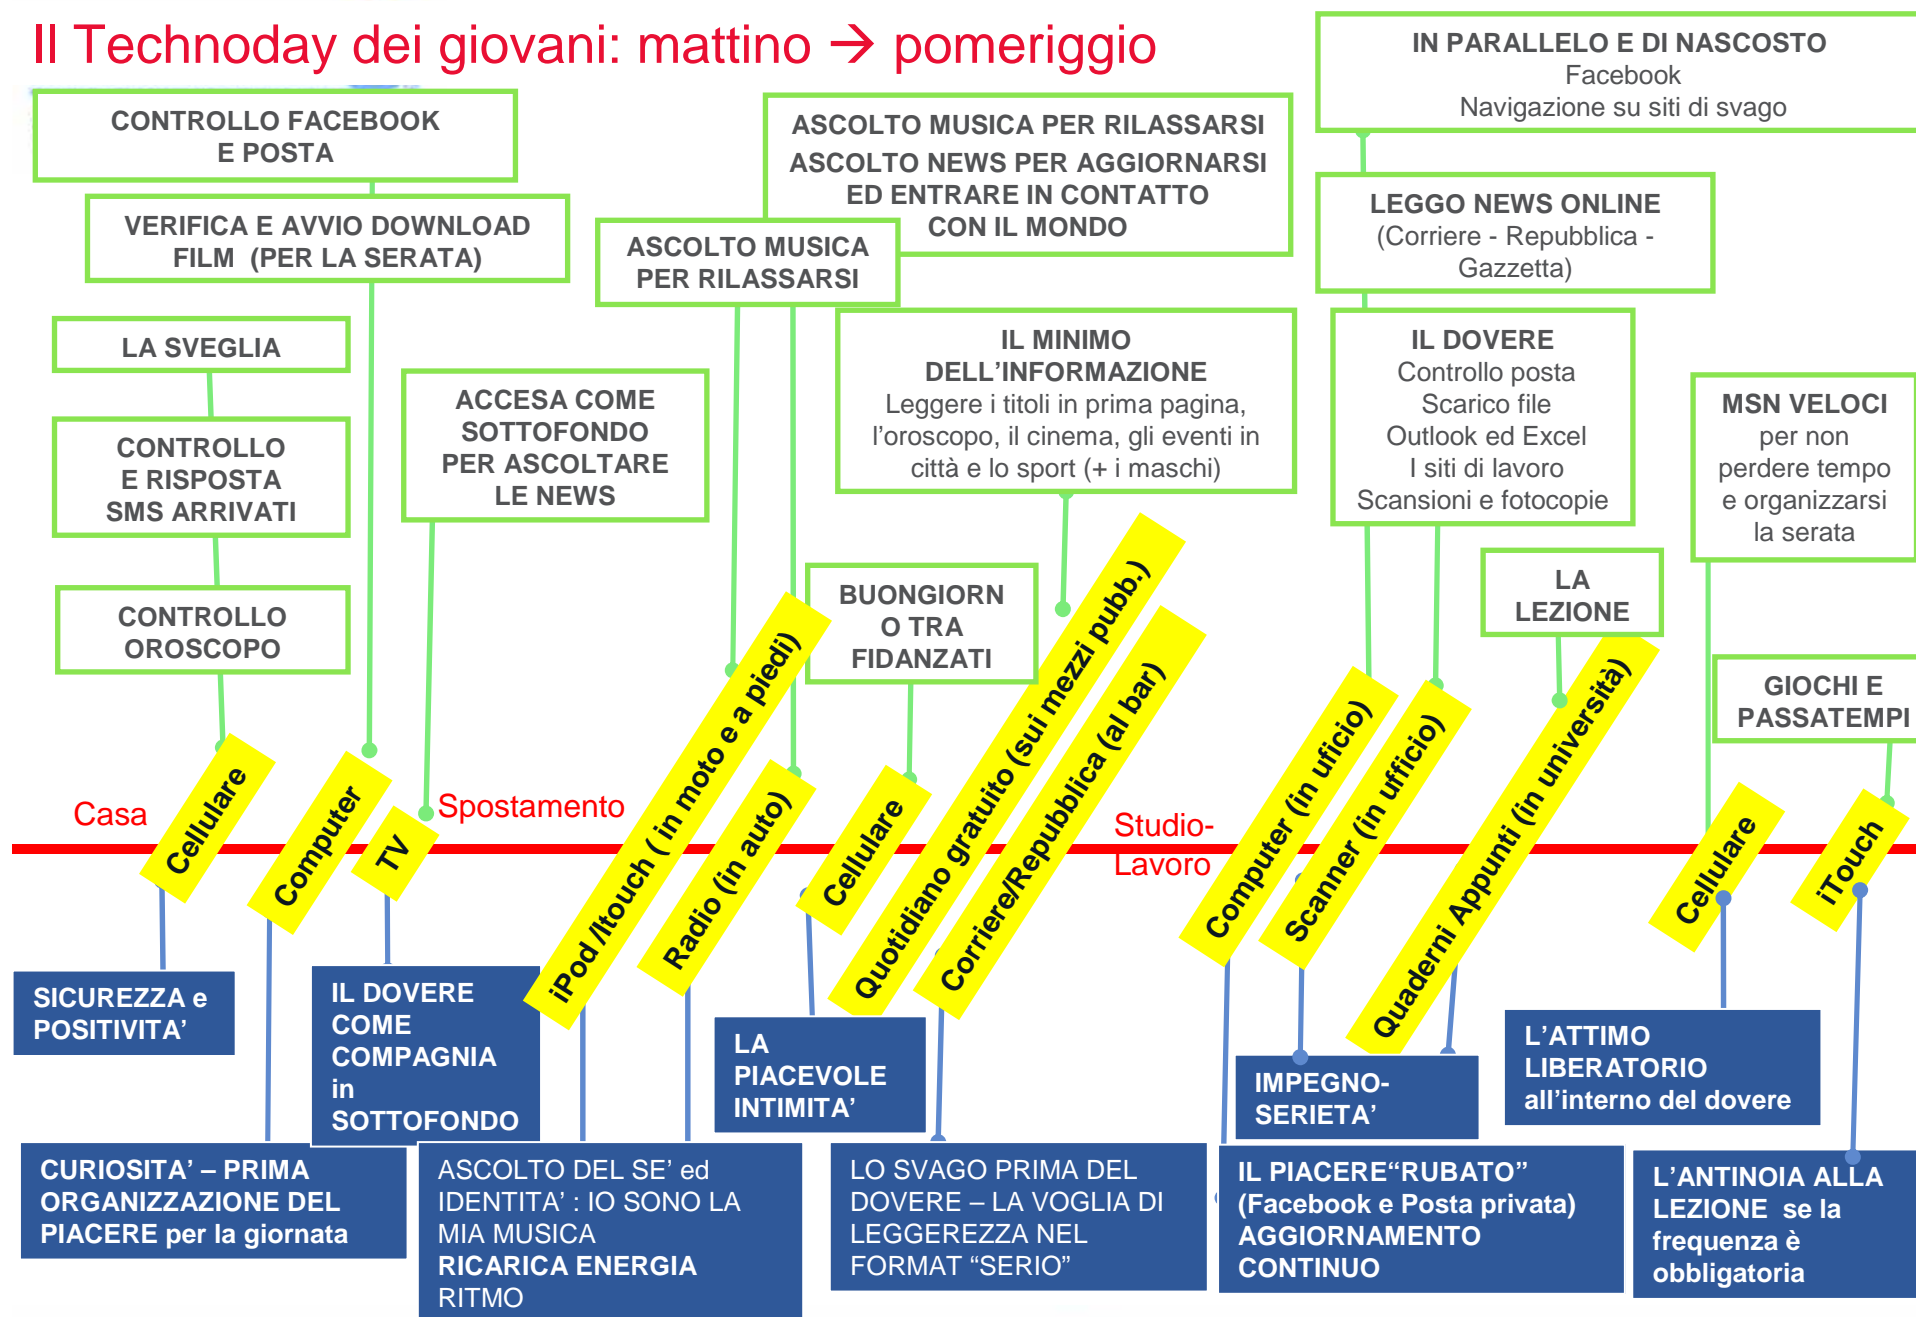 Il Technoday dei giovani: mattino → pomeriggio
IN PARALLELO E DI NASCOSTO
Facebook
Navigazione su siti di svago
CONTROLLO FACEBOOK
E POSTA
ASCOLTO MUSICA PER RILASSARSI
ASCOLTO NEWS PER AGGIORNARSI
ED ENTRARE IN CONTATTO
CON IL MONDO
VERIFICA E AVVIO DOWNLOAD
FILM (PER LA SERATA)
ASCOLTO MUSICA
PER RILASSARSI
LEGGO NEWS ONLINE
(Corriere - Repubblica -
Gazzetta)
LA SVEGLIA
CONTROLLO
E RISPOSTA
SMS ARRIVATI
CONTROLLO
OROSCOPO
ACCESA COME
SOTTOFONDO
PER ASCOLTARE
LE NEWS
IL MINIMO
DELL’INFORMAZIONE
Leggere i titoli in prima pagina,
l’oroscopo, il cinema, gli eventi in
città e lo sport (+ i maschi)
IL DOVERE
Controllo posta
Scarico file
Outlook ed Excel
I siti di lavoro
Scansioni e fotocopie
MSN VELOCI
per non
perdere tempo
e organizzarsi
la serata
BUONGIORN
O TRA
FIDANZATI
LA
LEZIONE
GIOCHI E
PASSATEMPI
Casa
Cellulare
Computer
TV
Spostamento
iPod /Itouch ( in moto e a piedi)
Radio (in auto)
Cellulare
Quotidiano gratuito (sui mezzi pubb.)
Corriere/Repubblica (al bar)
Studio-
Lavoro
Computer (in uficio)
Scanner (in ufficio)
Quaderni Appunti (in università)
Cellulare
iTouch
SICUREZZA e
POSITIVITA’
IL DOVERE
COME
COMPAGNIA
in
SOTTOFONDO
LA
PIACEVOLE
INTIMITA’
IMPEGNO-
SERIETA’
L’ATTIMO
LIBERATORIO
all’interno del dovere
CURIOSITA’ – PRIMA
ORGANIZZAZIONE DEL
PIACERE per la giornata
ASCOLTO DEL SE’ ed
IDENTITA’ : IO SONO LA
MIA MUSICA
RICARICA ENERGIA
RITMO
LO SVAGO PRIMA DEL
DOVERE – LA VOGLIA DI
LEGGEREZZA NEL
FORMAT “SERIO”
IL PIACERE“RUBATO”
(Facebook e Posta privata)
AGGIORNAMENTO
CONTINUO
L’ANTINOIA ALLA
LEZIONE se la
frequenza è
obbligatoria